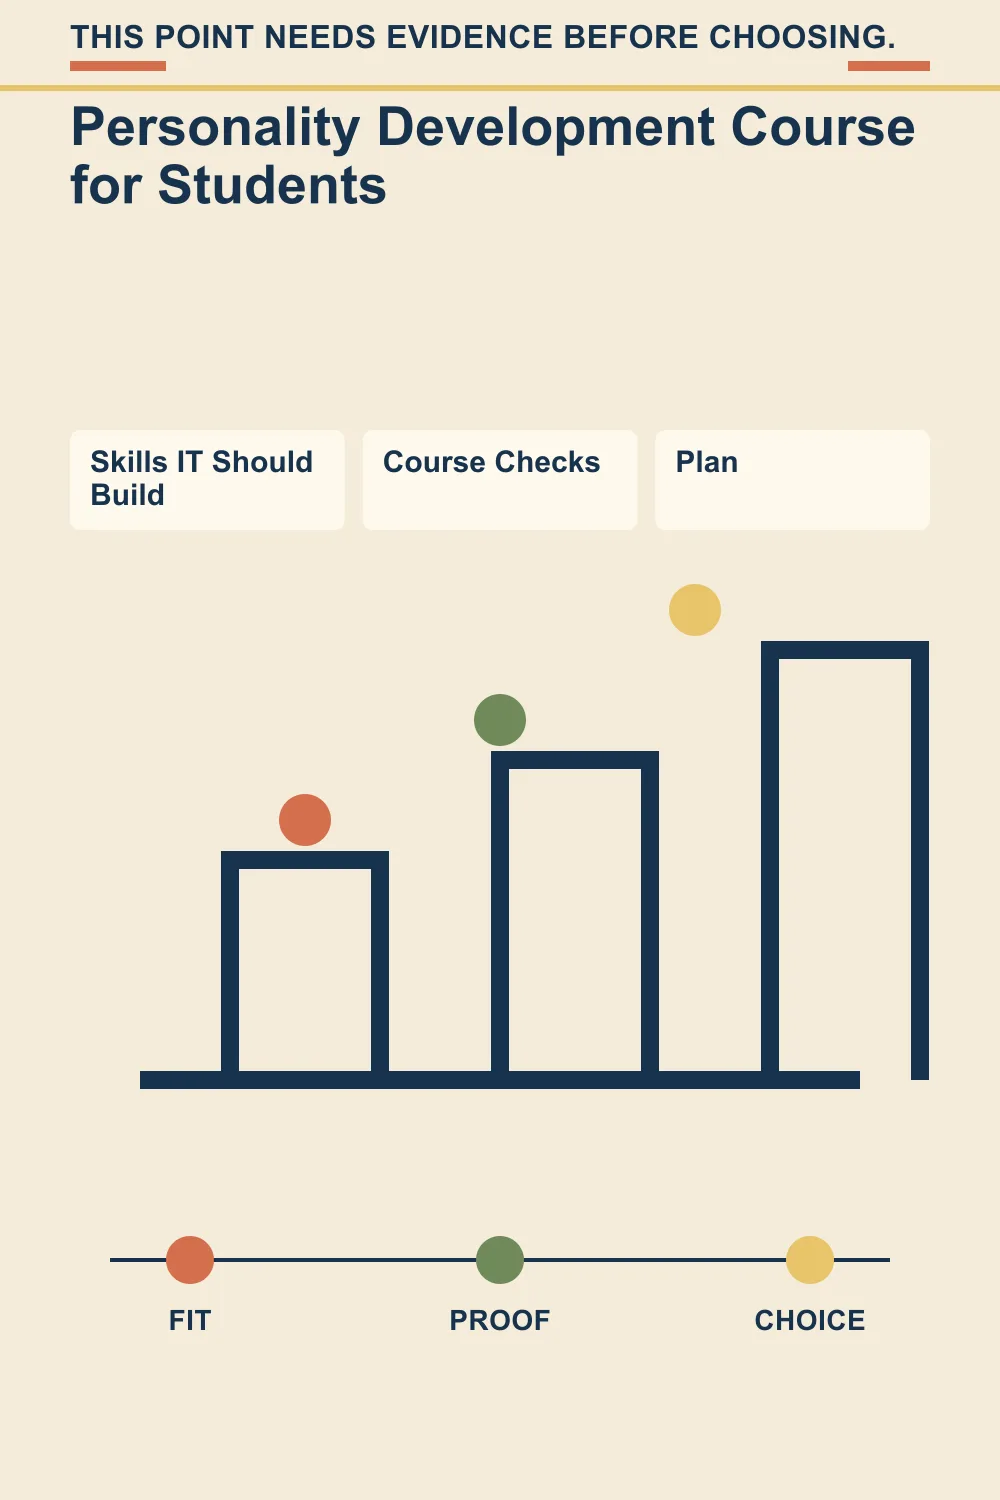 THIS POINT NEEDS EVIDENCE BEFORE CHOOSING.
Personality Development Course
for Students
Skills IT Should
Build
Course Checks
Plan
FIT
PROOF
CHOICE